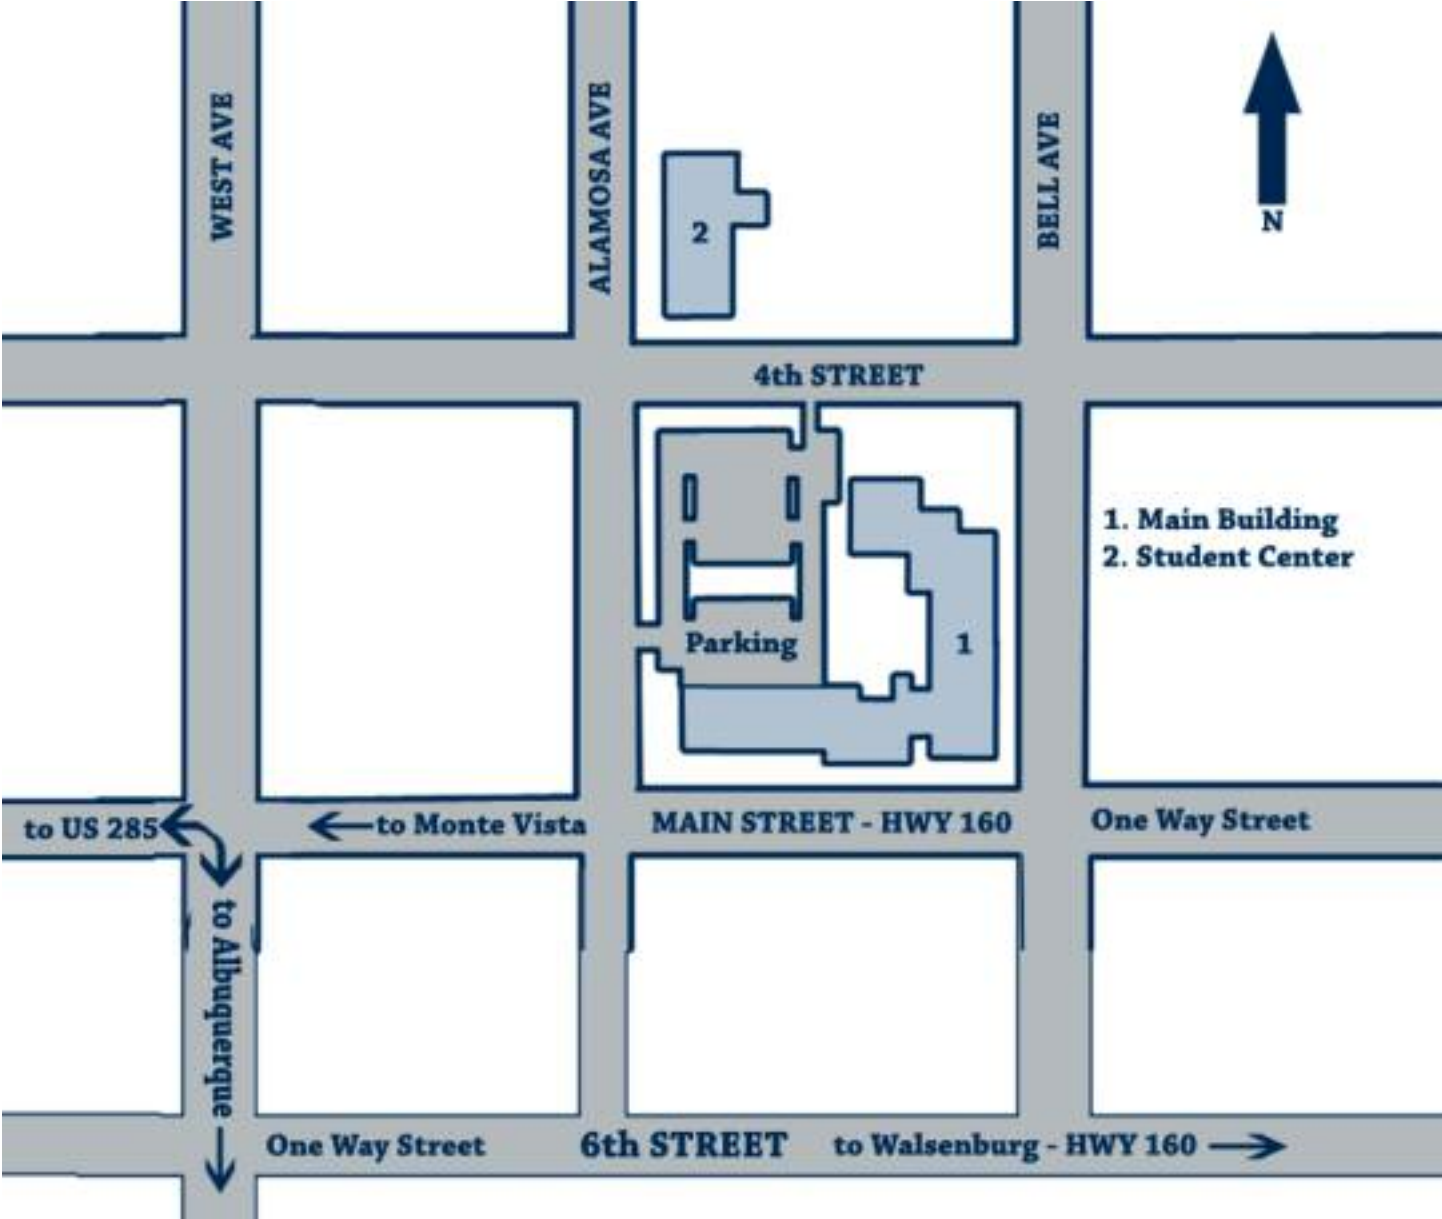 WEST AVE
ALAMOSA AVE
BELL AVE
N
2
4th STREET
1. Main Building
2. Student Center
Parking
1
to US 285
to Monte Vista
MAIN STREET - HWY 160
One Way Street
to Albuquerque
One Way Street
6th STREET
to Walsenburg - HWY 160